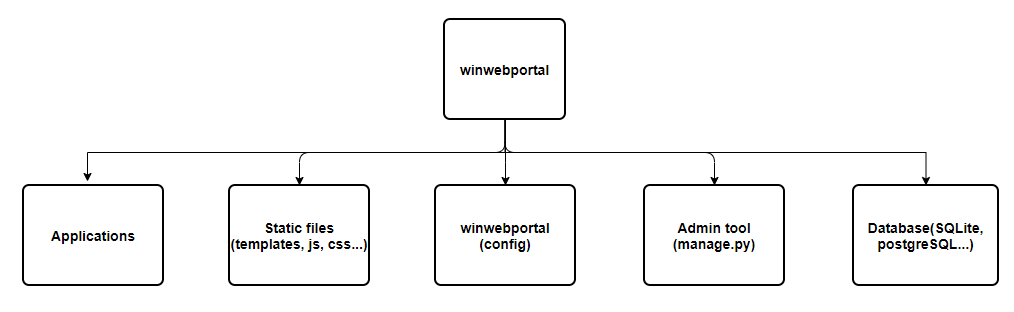 winwebportal
Applications
Static files
(templates, js, css...)
winwebportal
(config)
Admin tool
(manage.py)
Database(SQLite,
postgreSQL...)